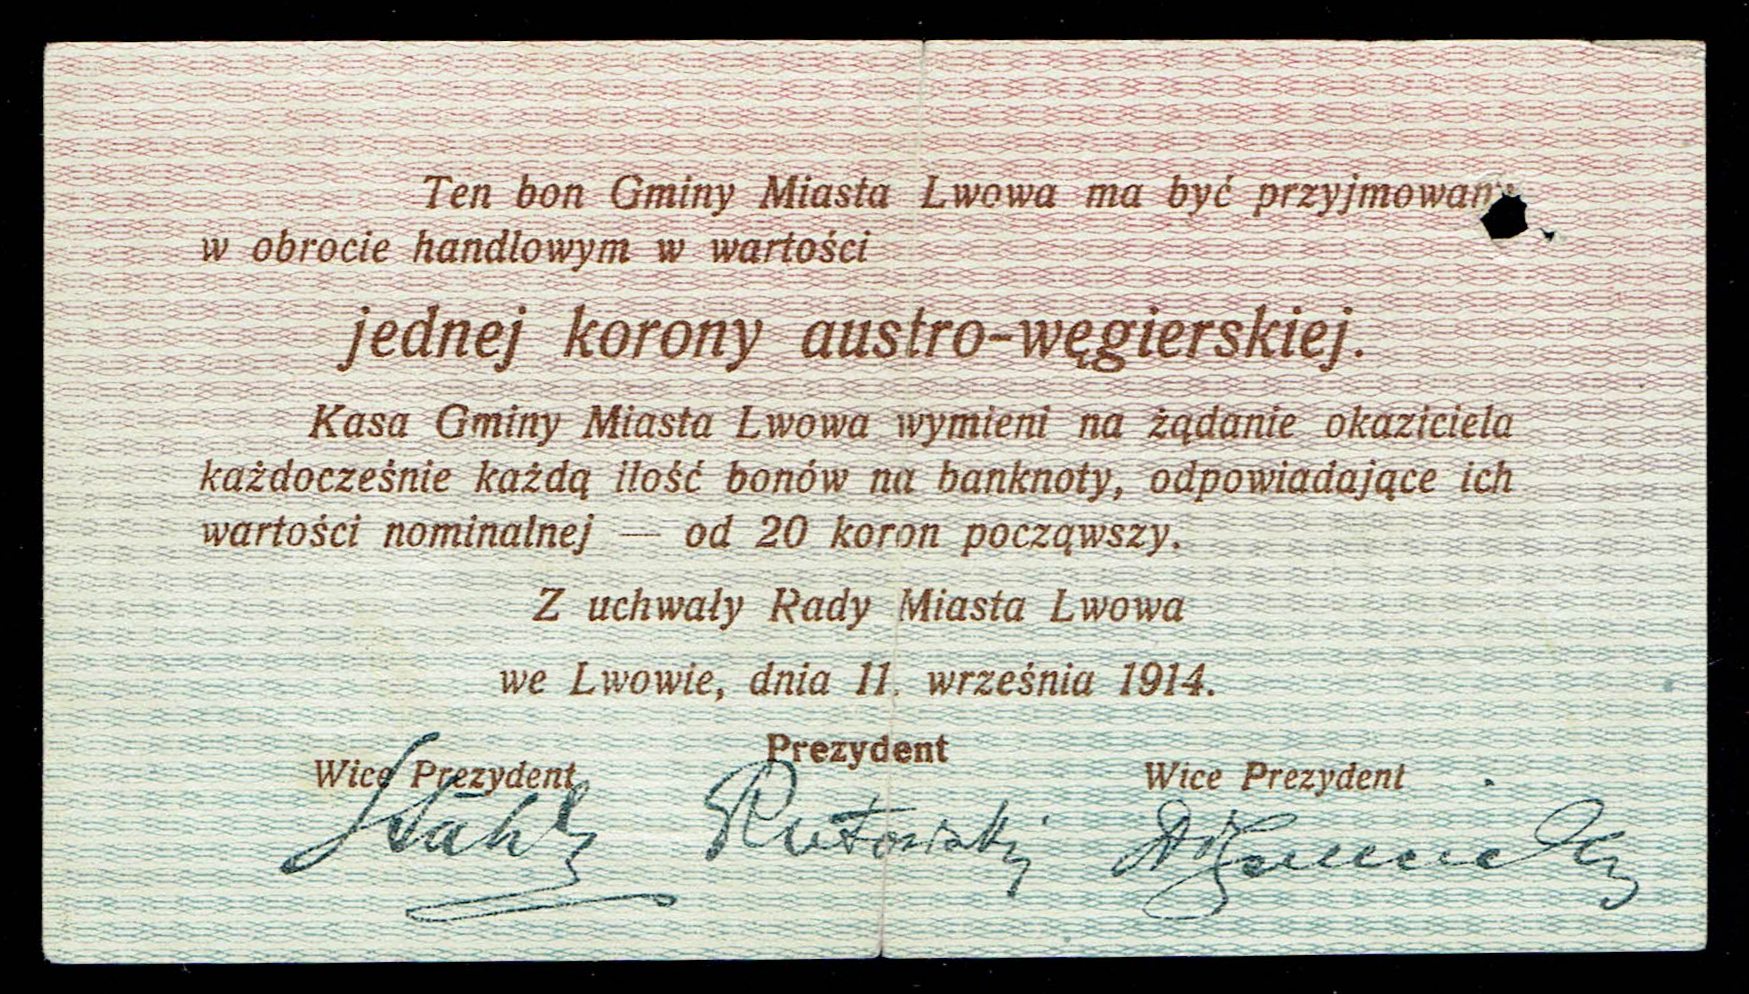 Ten bon Gminy Miasta Lwowa ma być przyjmowany
w obrocie handlowym w wartości
jednej korony austro-węgierskiej.
Kasa Gminy Miasta Lwowa wymieni na żądanie okaziciela
każdocześnie każdą ilość bonów na banknoty, odpowiadające ich
wartości nominalnej — od 20 koron począwszy.
Z uchwały Rady Miasta Lwowa
we Lwowie, dnia 11. września 1914.
Prezydent
Wice Prezydent Wice Prezydent
Stahl Rutowski